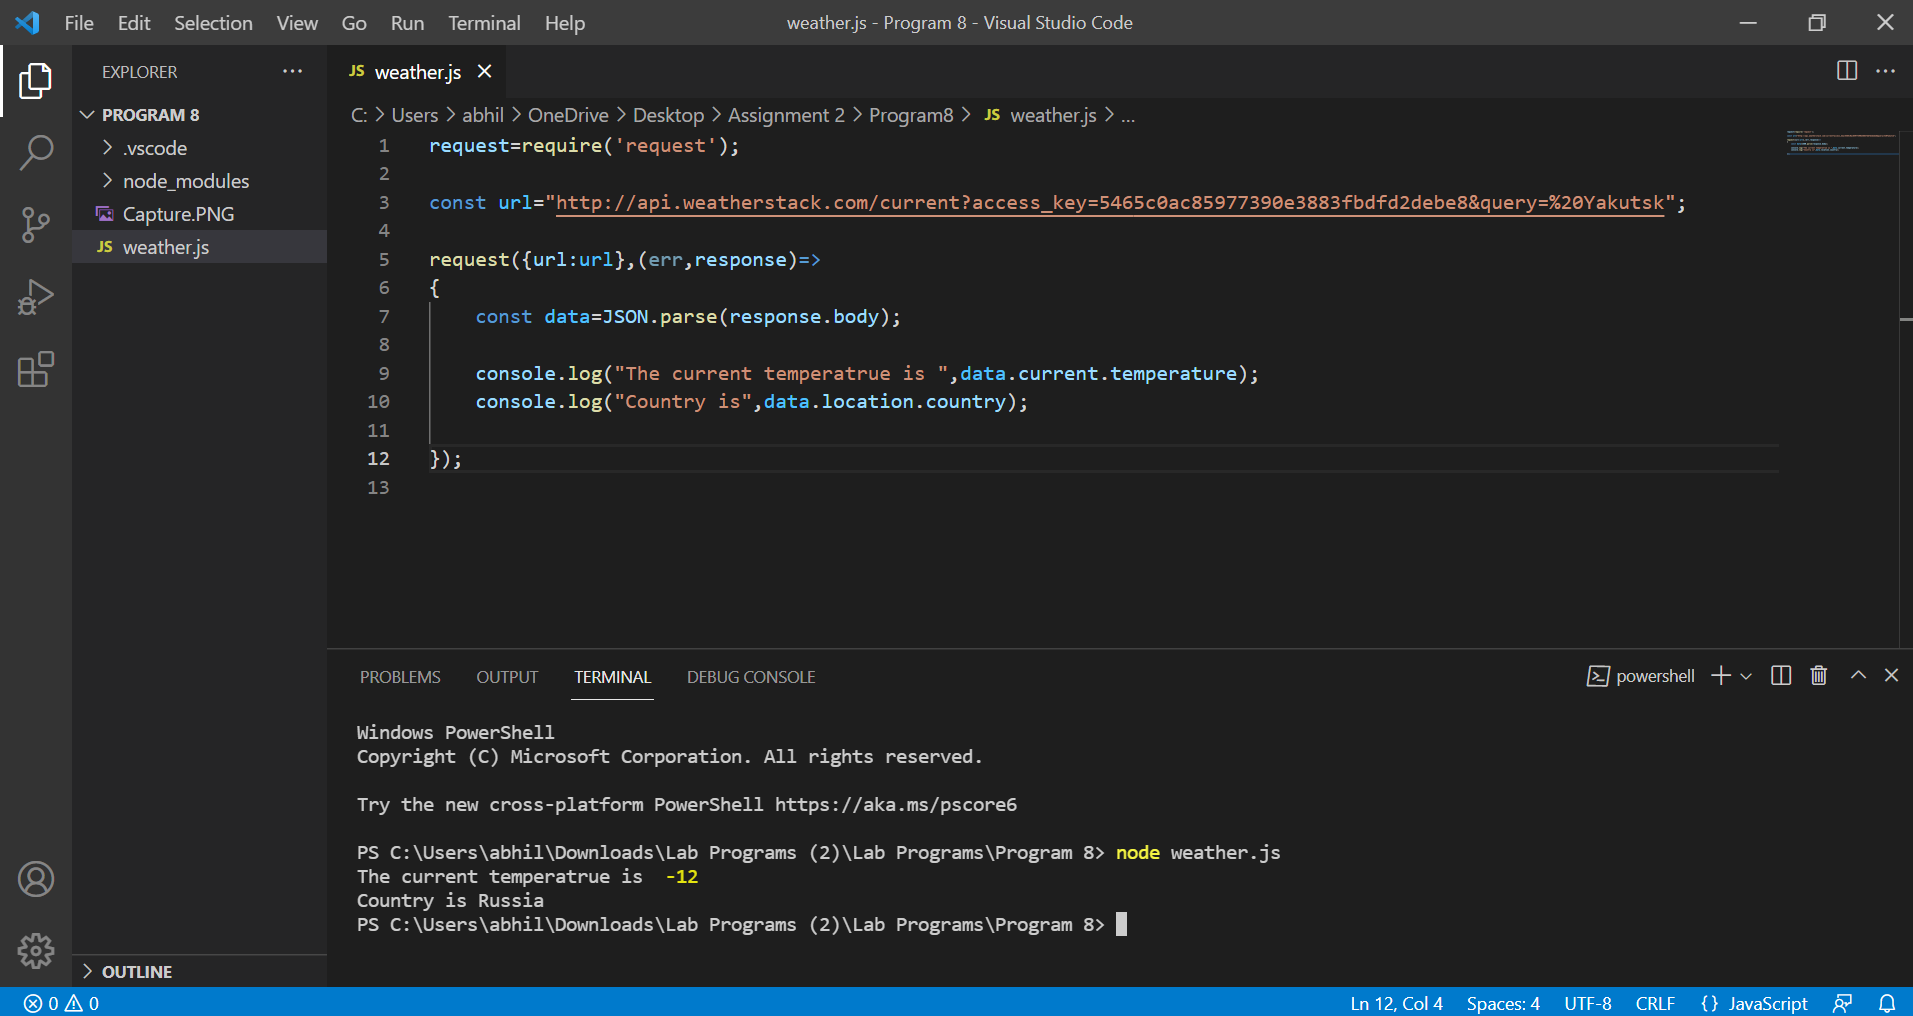 File Edit Selection View Go Run Terminal Help weather.js - Program 8 - Visual Studio Code
EXPLORER
PROGRAM 8
.vscode
node_modules
Capture.PNG
JS weather.js
JS weather.js
C: > Users > abhil > OneDrive > Desktop > Assignment 2 > Program8 > JS weather.js > ...
1 request=require('request');
2
3 const url="http://api.weatherstack.com/current?access_key=5465c0ac85977390e3883fbdfd2debe8&query=%20Yakutsk";
4
5 request({url:url},(err,response)=>
6 {
7 const data=JSON.parse(response.body);
8
9 console.log("The current temperatrue is ",data.current.temperature);
10 console.log("Country is",data.location.country);
11
12 });
13
PROBLEMS OUTPUT TERMINAL DEBUG CONSOLE powershell
Windows PowerShell
Copyright (C) Microsoft Corporation. All rights reserved.
Try the new cross-platform PowerShell https://aka.ms/pscore6
PS C:\Users\abhil\Downloads\Lab Programs (2)\Lab Programs\Program 8> node weather.js
The current temperatrue is  -12
Country is Russia
PS C:\Users\abhil\Downloads\Lab Programs (2)\Lab Programs\Program 8>
OUTLINE
0 0 Ln 12, Col 4 Spaces: 4 UTF-8 CRLF {} JavaScript